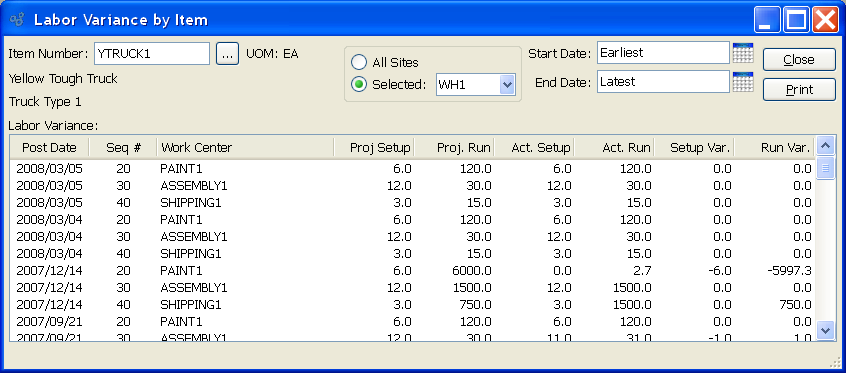 Labor Variance by Item
Item Number: YTRUCK1 ... UOM: EA
Yellow Tough Truck
Truck Type 1
All Sites
Selected: WH1
Start Date: Earliest
End Date: Latest
Close
Print
Labor Variance:
Post Date Seq # Work Center Proj Setup Proj. Run Act. Setup Act. Run Setup Var. Run Var.
2008/03/05 20 PAINT1 6.0 120.0 6.0 120.0 0.0 0.0
2008/03/05 30 ASSEMBLY1 12.0 30.0 12.0 30.0 0.0 0.0
2008/03/05 40 SHIPPING1 3.0 15.0 3.0 15.0 0.0 0.0
2008/03/04 20 PAINT1 6.0 120.0 6.0 120.0 0.0 0.0
2008/03/04 30 ASSEMBLY1 12.0 30.0 12.0 30.0 0.0 0.0
2008/03/04 40 SHIPPING1 3.0 15.0 3.0 15.0 0.0 0.0
2007/12/14 20 PAINT1 6.0 6000.0 0.0 2.7 -6.0 -5997.3
2007/12/14 30 ASSEMBLY1 12.0 1500.0 12.0 1500.0 0.0 0.0
2007/12/14 40 SHIPPING1 3.0 750.0 3.0 1500.0 0.0 750.0
2007/09/21 20 PAINT1 6.0 120.0 6.0 120.0 0.0 0.0
2007/09/21 30 ASSEMBLY1 12.0 30.0 11.0 31.0 -1.0 1.0